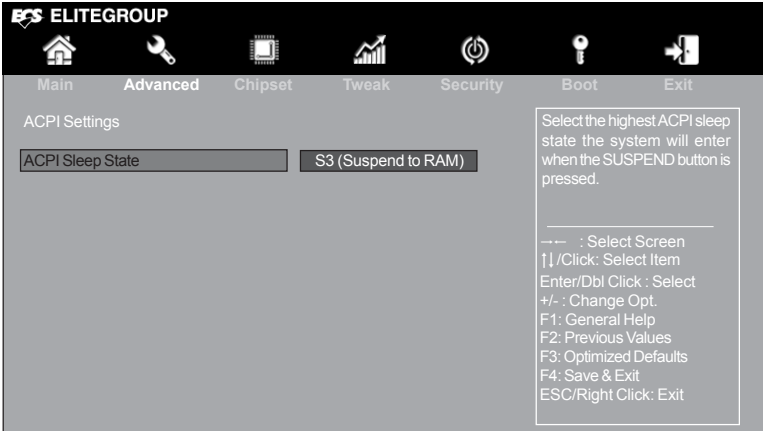 ECS ELITEGROUP
Main Advanced Chipset Tweak Security Boot Exit
ACPI Settings
ACPI Sleep State S3 (Suspend to RAM)
Select the highest ACPI sleep
state the system will enter
when the SUSPEND button is
pressed.
→← : Select Screen
↑↓/Click: Select Item
Enter/Dbl Click : Select
+/- : Change Opt.
F1: General Help
F2: Previous Values
F3: Optimized Defaults
F4: Save & Exit
ESC/Right Click: Exit